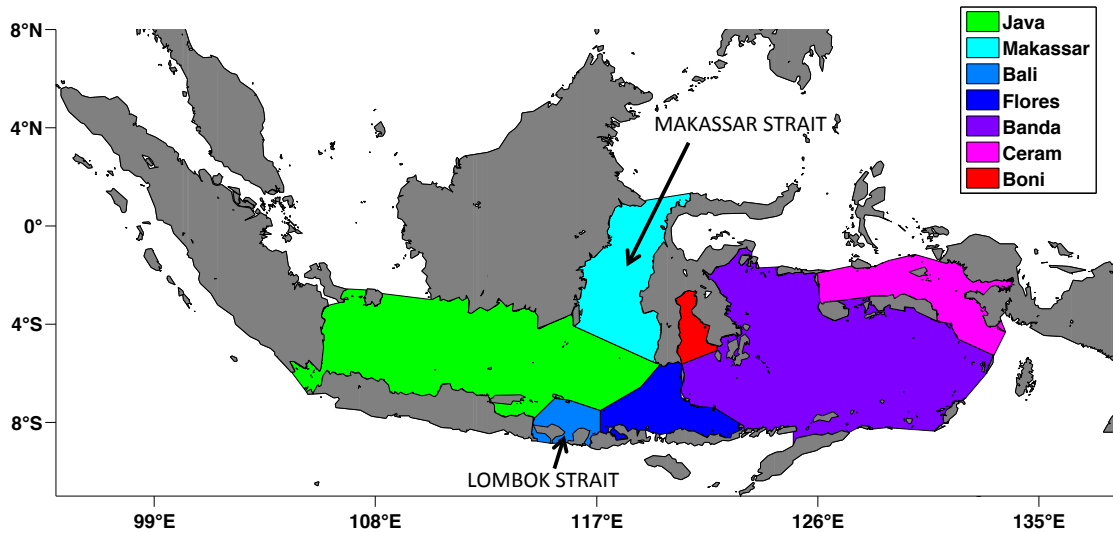 8°N
4°N
0°
4°S
8°S
99°E
108°E
117°E
126°E
135°E
MAKASSAR STRAIT
LOMBOK STRAIT
Java
Makassar
Bali
Flores
Banda
Ceram
Boni